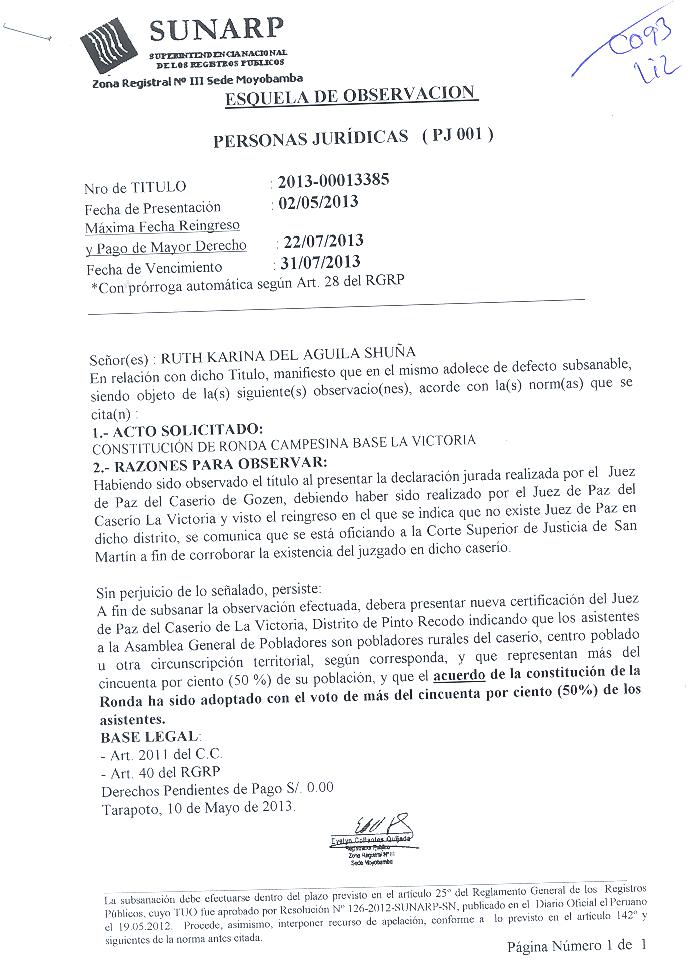 SUNARP
SUPERINTENDENCIA NACIONAL
DE LOS REGISTROS PUBLICOS
Zona Registral Nº III Sede Moyobamba
C093
Liz
ESQUELA DE OBSERVACION
PERSONAS JURÍDICAS ( PJ 001 )
Nro de TITULO : 2013-00013385
Fecha de Presentación : 02/05/2013
Máxima Fecha Reingreso
y Pago de Mayor Derecho : 22/07/2013
Fecha de Vencimiento : 31/07/2013
*Con prórroga automática según Art. 28 del RGRP
Señor(es) : RUTH KARINA DEL AGUILA SHUÑA
En relación con dicho Titulo, manifiesto que en el mismo adolece de defecto subsanable,
siendo objeto de la(s) siguiente(s) observacio(nes), acorde con la(s) norm(as) que se
cita(n) :
1.- ACTO SOLICITADO:
CONSTITUCIÓN DE RONDA CAMPESINA BASE LA VICTORIA
2.- RAZONES PARA OBSERVAR:
Habiendo sido observado el título al presentar la declaración jurada realizada por el Juez
de Paz del Caserio de Gozen, debiendo haber sido realizado por el Juez de Paz del
Caserío La Victoria y visto el reingreso en el que se indica que no existe Juez de Paz en
dicho distrito, se comunica que se está oficiando a la Corte Superior de Justicia de San
Martín a fin de corroborar la existencia del juzgado en dicho caserío.
Sin perjuicio de lo señalado, persiste:
A fin de subsanar la observación efectuada, debera presentar nueva certificación del Juez
de Paz del Caserio de La Victoria, Distrito de Pinto Recodo indicando que los asistentes
a la Asamblea General de Pobladores son pobladores rurales del caserio, centro poblado
u otra circunscripción territorial, según corresponda, y que representan más del
cincuenta por ciento (50 %) de su población, y que el acuerdo de la constitución de la
Ronda ha sido adoptado con el voto de más del cincuenta por ciento (50%) de los
asistentes.
BASE LEGAL:
- Art. 2011 del C.C.
- Art. 40 del RGRP
Derechos Pendientes de Pago S/. 0.00
Tarapoto, 10 de Mayo de 2013.
Evelyn Collantes Quijada
Registrador Publico
Zona Registral Nº III
Sede Moyobamba
La subsanación debe efectuarse dentro del plazo previsto en el artículo 25º del Reglamento General de los Registros
Públicos, cuyo TUO fue aprobado por Resolución Nº 126-2012-SUNARP-SN, publicado en el Diario Oficial el Peruano
el 19.05.2012. Procede, asimismo, interponer recurso de apelación, conforme a lo previsto en el artículo 142º y
siguientes de la norma antes citada.
Página Número 1 de 1